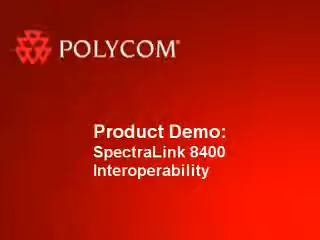 POLYCOM®
Product Demo:
SpectraLink 8400
Interoperability